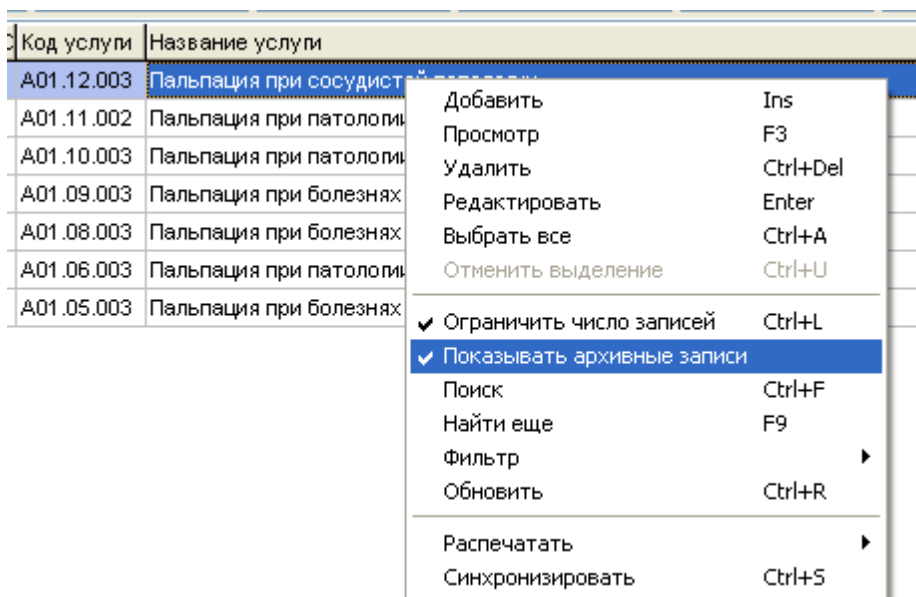 Код услуги Название услуги
A01.12.003 Пальпация при сосудистой
A01.11.002 Пальпация при патологии
A01.10.003 Пальпация при патологии
A01.09.003 Пальпация при болезнях
A01.08.003 Пальпация при болезнях
A01.06.003 Пальпация при патологии
A01.05.003 Пальпация при болезнях
Добавить Ins
Просмотр F3
Удалить Ctrl+Del
Редактировать Enter
Выбрать все Ctrl+A
Отменить выделение Ctrl+U
Ограничить число записей Ctrl+L
Показывать архивные записи
Поиск Ctrl+F
Найти еще F9
Фильтр
Обновить Ctrl+R
Распечатать
Синхронизировать Ctrl+S